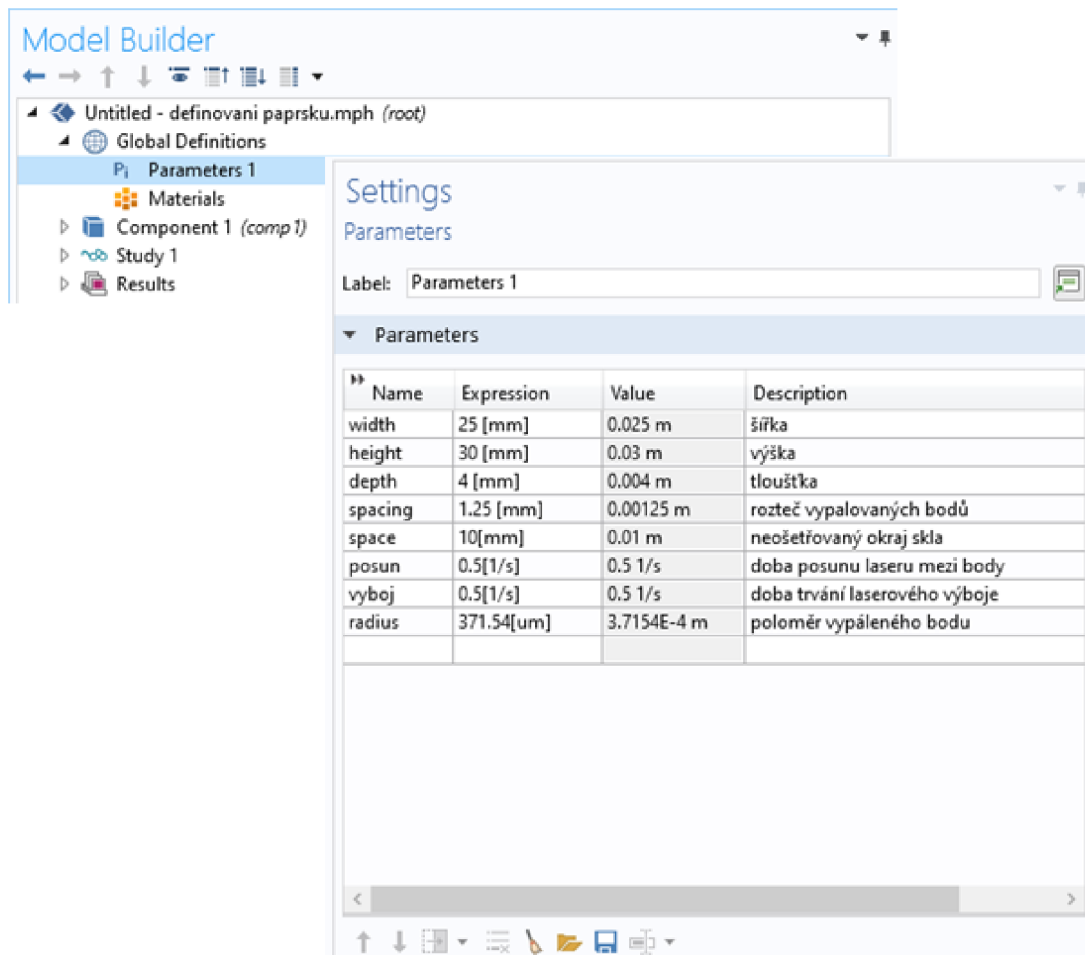 Model Builder
Untitled - definovani paprsku.mph (root)
Global Definitions
Pi Parameters 1
Materials
Component 1 (comp1)
Study 1
Results
Settings
Parameters
Label: Parameters 1
Parameters
Name Expression Value Description
width 25 [mm] 0.025 m šířka
height 30 [mm] 0.03 m výška
depth 4 [mm] 0.004 m tloušťka
spacing 1.25 [mm] 0.00125 m rozteč vypalovaných bodů
space 10[mm] 0.01 m neošetřovaný okraj skla
posun 0.5[1/s] 0.5 1/s doba posunu laseru mezi body
vyboj 0.5[1/s] 0.5 1/s doba trvání laserového výboje
radius 371.54[um] 3.7154E-4 m poloměr vypáleného bodu